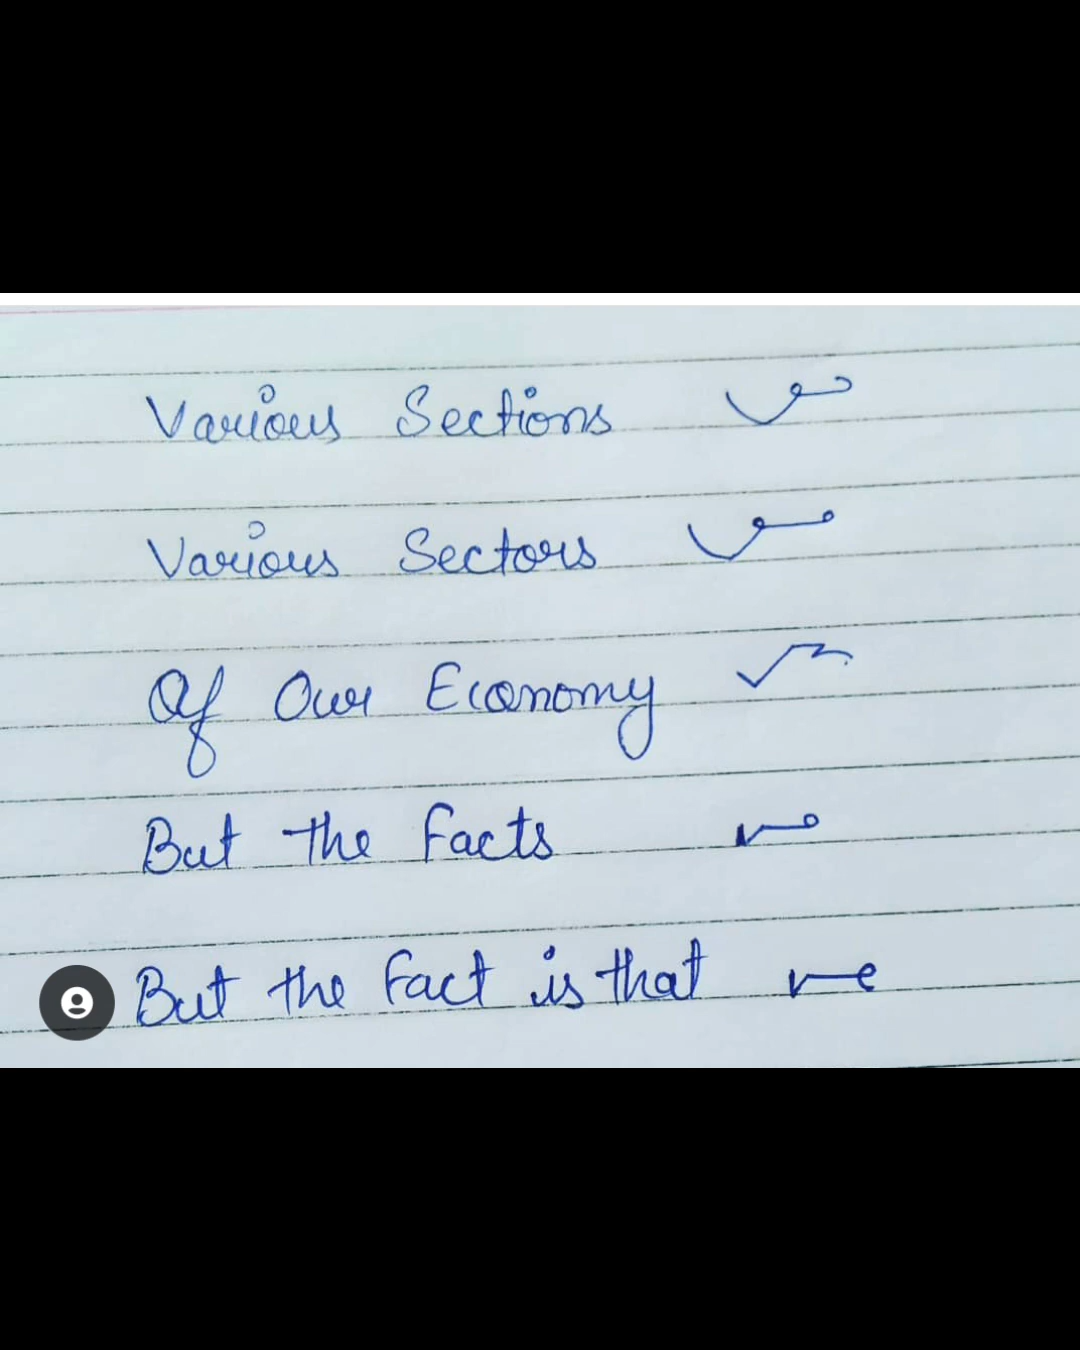 Various Sections
Various Sectors
Of Our Economy
But the Facts
But the Fact is that